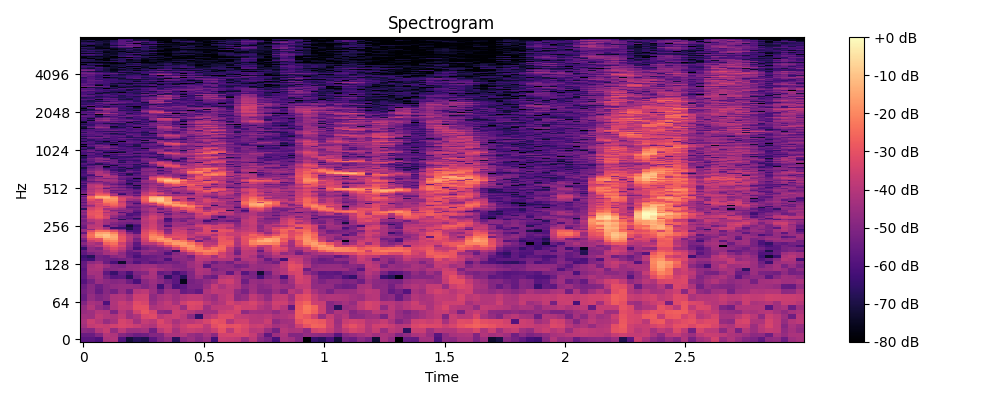 Spectrogram
Hz
4096
2048
1024
512
256
128
64
0
0 0.5 1 1.5 2 2.5
Time
+0 dB
-10 dB
-20 dB
-30 dB
-40 dB
-50 dB
-60 dB
-70 dB
-80 dB